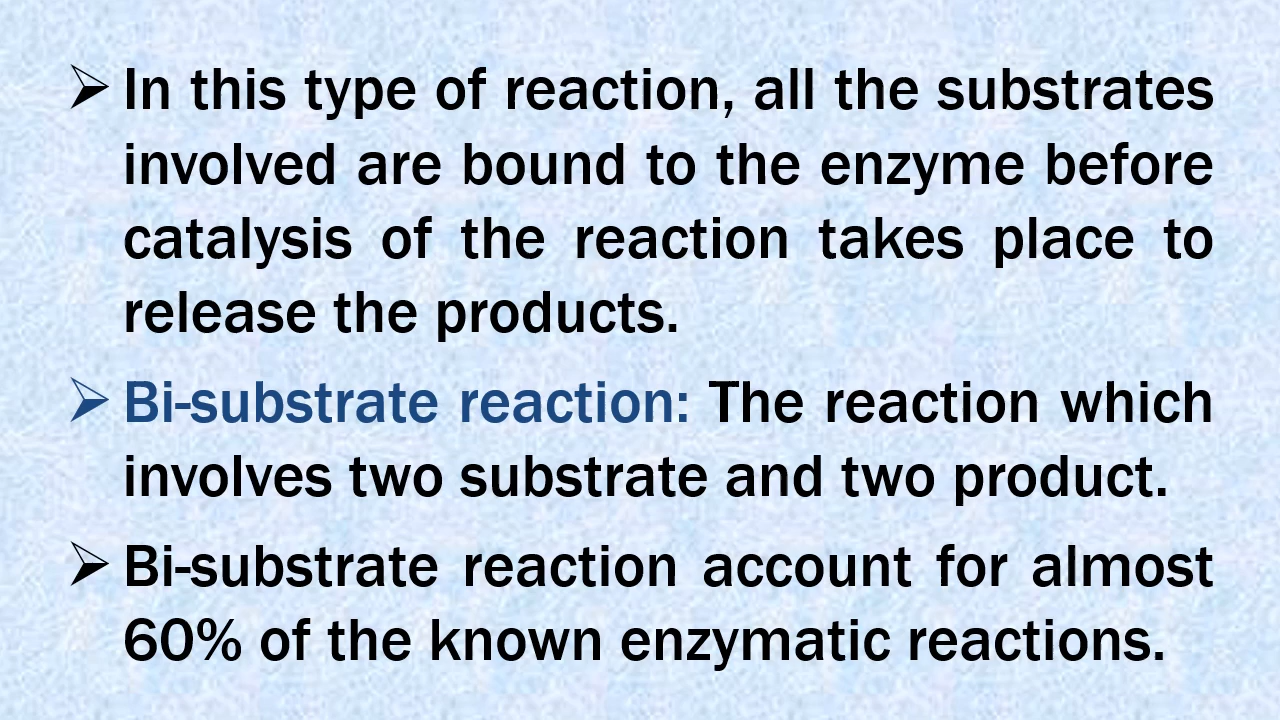 ➢ In this type of reaction, all the substrates
involved are bound to the enzyme before
catalysis of the reaction takes place to
release the products.
➢ Bi-substrate reaction: The reaction which
involves two substrate and two product.
➢ Bi-substrate reaction account for almost
60% of the known enzymatic reactions.